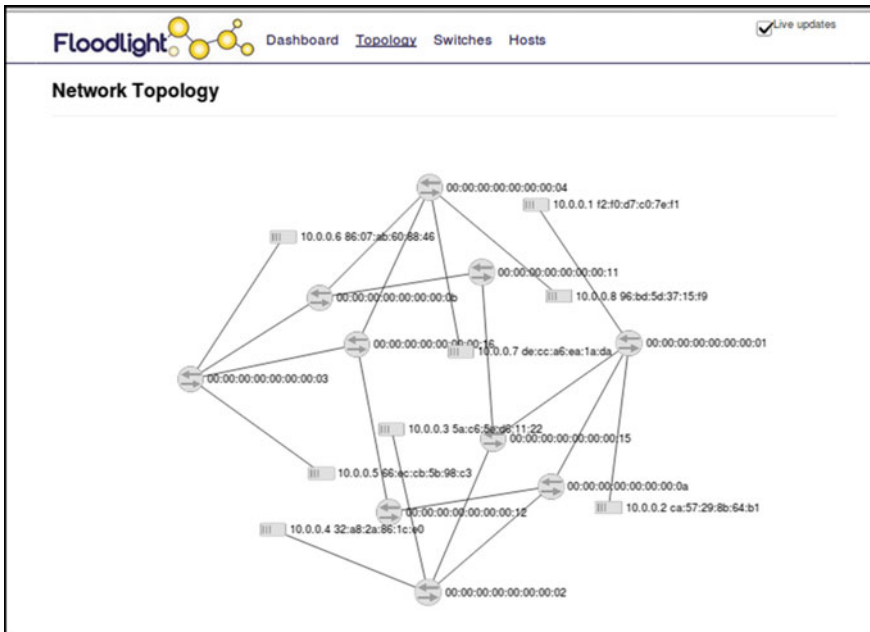 Floodlight
Dashboard Topology Switches Hosts
Live updates
Network Topology
00:00:00:00:00:00:00:04
10.0.0.1 f2:f0:d7:c0:7e:f1
10.0.0.6 86:07:ab:60:88:46
00:00:00:00:00:00:00:11
00:00:00:00:00:00:00:0b
10.0.0.8 96:bd:5d:37:15:f9
00:00:00:00:00:00:00:16
10.0.0.7 de:cc:a6:ea:1a:da
00:00:00:00:00:00:00:01
00:00:00:00:00:00:00:03
10.0.0.3 5a:c6:5e:d6:11:22
00:00:00:00:00:00:00:15
10.0.0.5 66:ec:cb:5b:98:c3
00:00:00:00:00:00:00:0a
10.0.0.2 ca:57:29:8b:64:b1
00:00:00:00:00:00:00:12
10.0.0.4 32:a8:2a:86:1c:e0
00:00:00:00:00:00:00:02